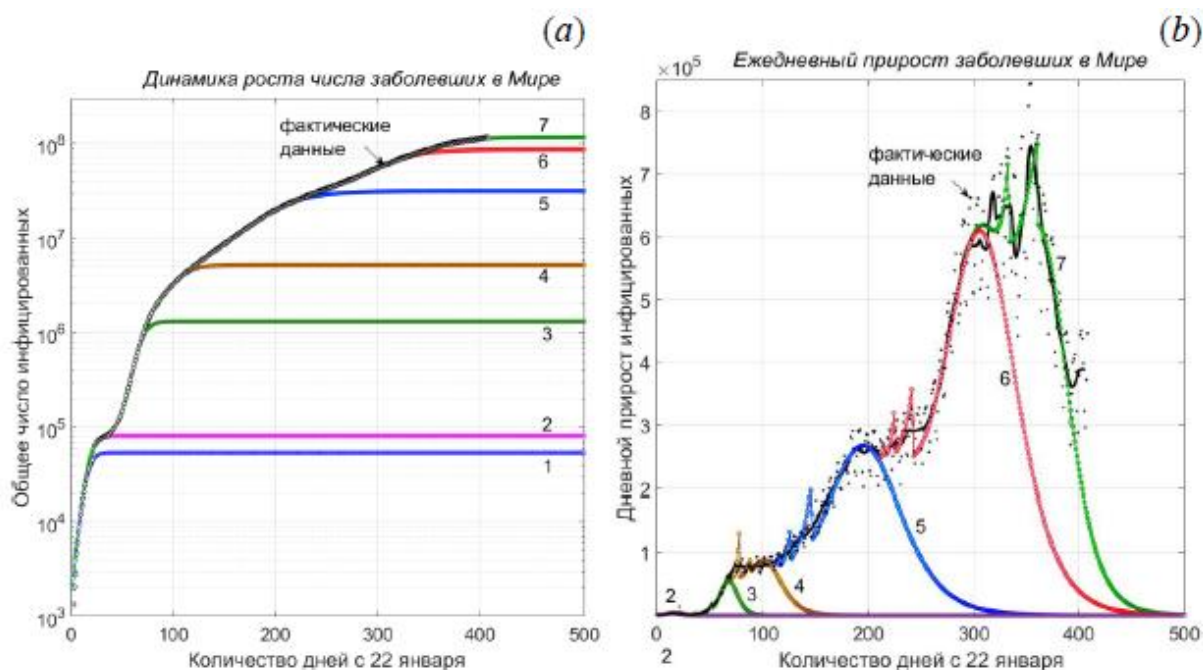 (a)
Динамика роста числа заболевших в Мире
Общее число инфицированных
10^8
10^7
10^6
10^5
10^4
10^3
фактические
данные
7
6
5
4
3
2
1
0 100 200 300 400 500
Количество дней с 22 января
(b)
Ежедневный прирост заболевших в Мире
×10^5
Дневной прирост инфицированных
8
7
6
5
4
3
2
1
фактические
данные
7
6
5
2 3 4
0 100 200 300 400 500
2
Количество дней с 22 января